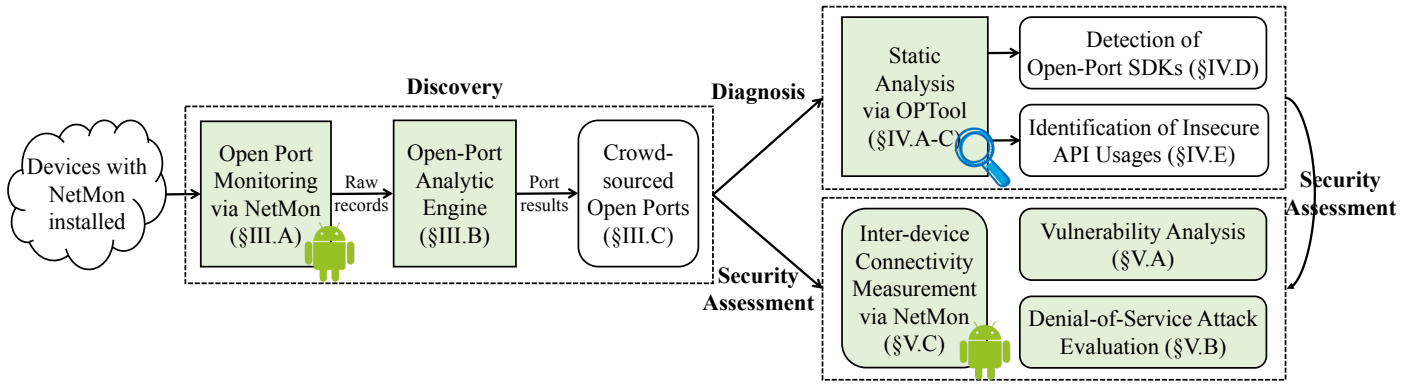 Devices with
NetMon
installed
Discovery
Open Port
Monitoring
via NetMon
(§III.A)
Raw
records
Open-Port
Analytic
Engine
(§III.B)
Port
results
Crowd-
sourced
Open Ports
(§III.C)
Diagnosis
Static
Analysis
via OPTool
(§IV.A-C)
Detection of
Open-Port SDKs (§IV.D)
Identification of Insecure
API Usages (§IV.E)
Security
Assessment
Security
Assessment
Inter-device
Connectivity
Measurement
via NetMon
(§V.C)
Vulnerability Analysis
(§V.A)
Denial-of-Service Attack
Evaluation (§V.B)